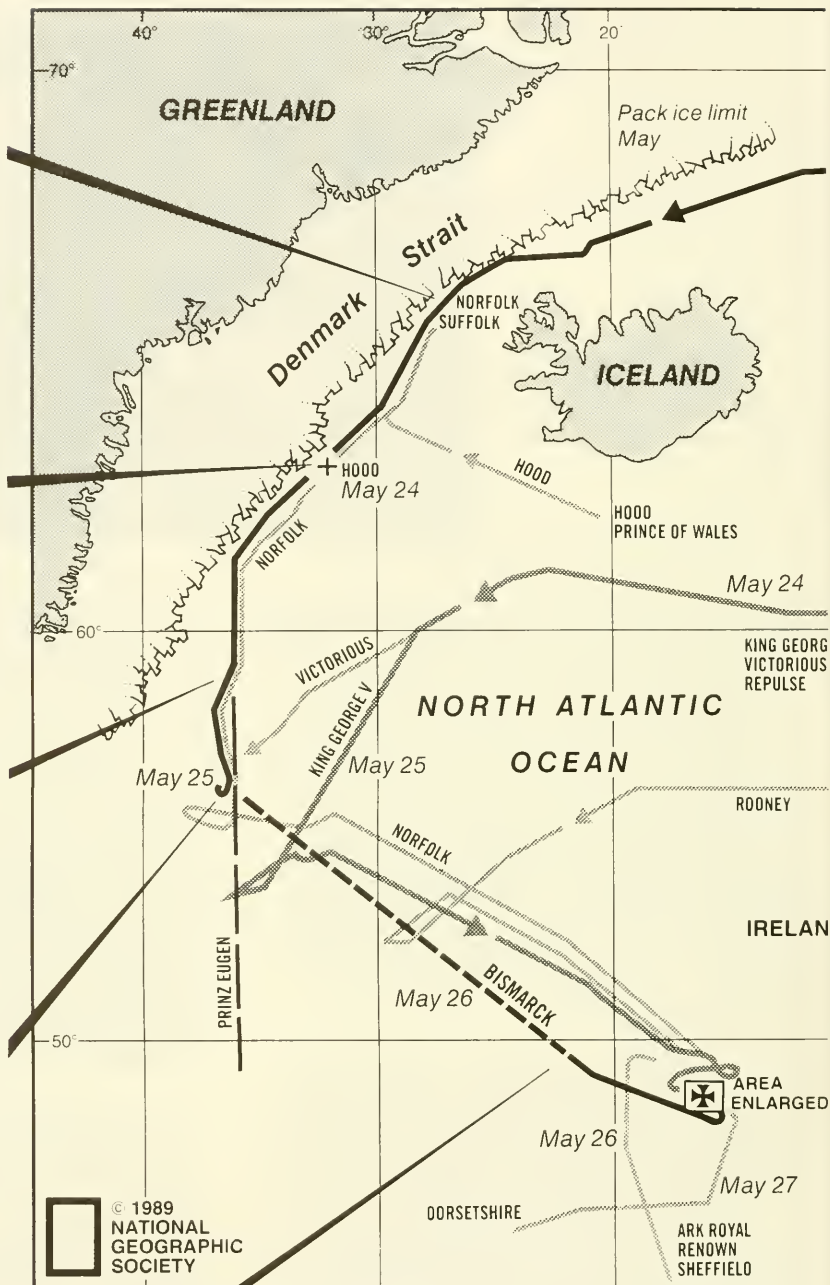 40°
30°
20°
70°
GREENLAND
Pack ice limit
May
Denmark Strait
NORFOLK
SUFFOLK
ICELAND
HOOD
May 24
HOOD
HOOD
PRINCE OF WALES
NORFOLK
May 24
60°
KING GEORG
VICTORIOUS
REPULSE
VICTORIOUS
KING GEORGE V
NORTH ATLANTIC
OCEAN
May 25
May 25
ROONEY
NORFOLK
IRELAN
PRINZ EUGEN
BISMARCK
May 26
50°
AREA
ENLARGED
May 26
May 27
DORSETSHIRE
ARK ROYAL
RENOWN
SHEFFIELD
© 1989
NATIONAL
GEOGRAPHIC
SOCIETY